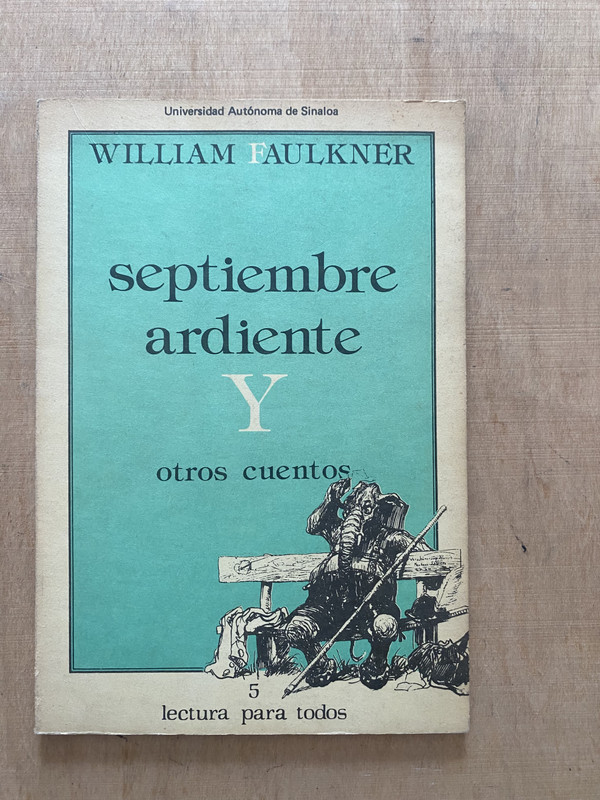 Universidad Autónoma de Sinaloa
WILLIAM FAULKNER
septiembre
ardiente
Y
otros cuentos
5
lectura para todos